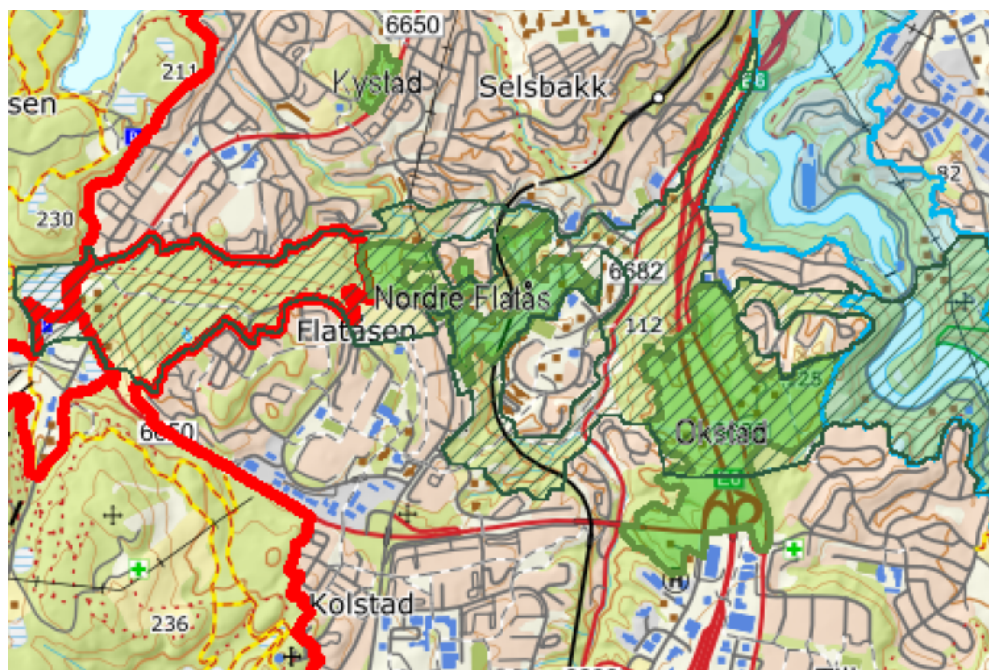 6650
211
Kystad
Selsbakk
E6
sen
82
230
6682
Nordre Flatås
Flatåsen
112
25
Okstad
6650
E6
H
Kolstad
236